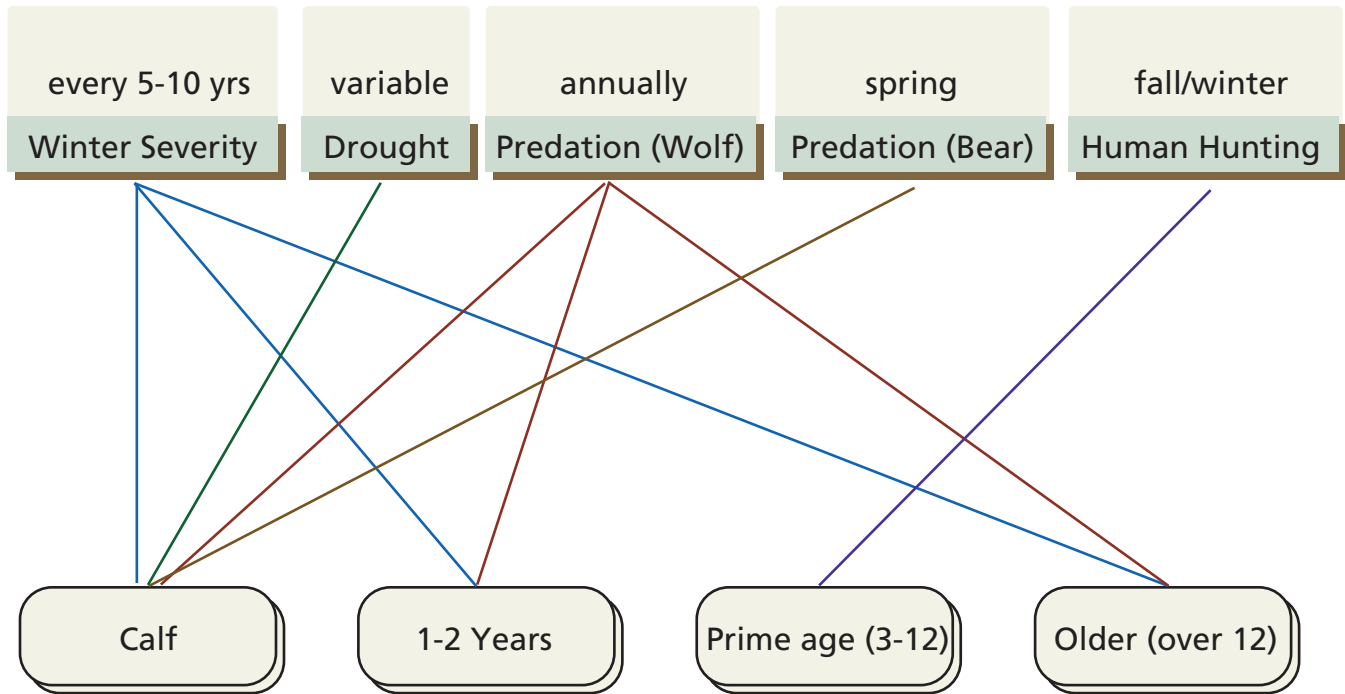 every 5-10 yrs
Winter Severity
variable
Drought
annually
Predation (Wolf)
spring
Predation (Bear)
fall/winter
Human Hunting
Calf
1-2 Years
Prime age (3-12)
Older (over 12)